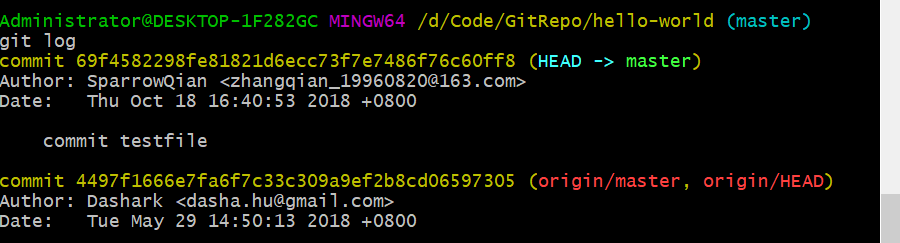 Administrator@DESKTOP-1F282GC MINGW64 /d/Code/GitRepo/hello-world (master)
git log
commit 69f4582298fe81821d6ecc73f7e7486f76c60ff8 (HEAD -> master)
Author: SparrowQian <zhangqian_19960820@163.com>
Date:   Thu Oct 18 16:40:53 2018 +0800
    commit testfile
commit 4497f1666e7fa6f7c33c309a9ef2b8cd06597305 (origin/master, origin/HEAD)
Author: Dashark <dasha.hu@gmail.com>
Date:   Tue May 29 14:50:13 2018 +0800